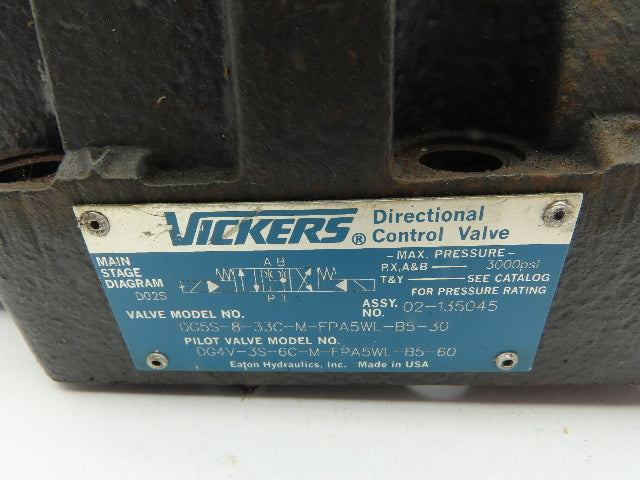 VICKERS® Directional
Control Valve
MAIN
STAGE
DIAGRAM
D02S
A B
P T
- MAX. PRESSURE -
P.X,A&B — 3000psi
T&Y — SEE CATALOG
FOR PRESSURE RATING
VALVE MODEL NO.
ASSY. NO. 02-135045
DG5S-8-33C-M-FPA5WL-B5-30
PILOT VALVE MODEL NO.
DG4V-3S-6C-M-FPA5WL-B5-60
Eaton Hydraulics, Inc. Made in USA